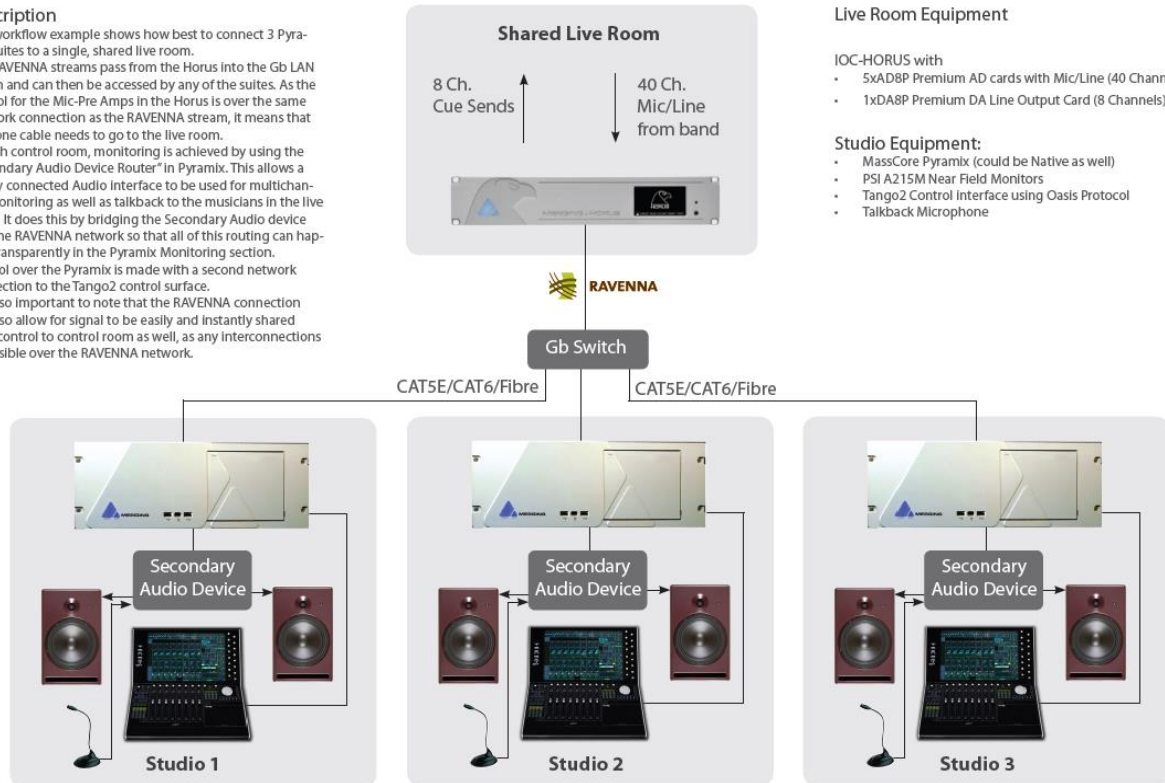 cription
workflow example shows how best to connect 3 Pyra-
uites to a single, shared live room.
AVENNA streams pass from the Horus into the Gb LAN
and can then be accessed by any of the suites. As the
ol for the Mic-Pre Amps in the Horus is over the same
ork connection as the RAVENNA stream, it means that
one cable needs to go to the live room.
h control room, monitoring is achieved by using the
ndary Audio Device Router" in Pyramix. This allows a
y connected Audio interface to be used for multichan-
onitoring as well as talkback to the musicians in the live
It does this by bridging the Secondary Audio device
he RAVENNA network so that all of this routing can hap-
ransparently in the Pyramix Monitoring section.
ol over the Pyramix is made with a second network
ection to the Tango2 control surface.
so important to note that the RAVENNA connection
so allow for signal to be easily and instantly shared
control to control room as well, as any interconnections
sible over the RAVENNA network.
Shared Live Room
8 Ch.
Cue Sends
40 Ch.
Mic/Line
from band
HORUS
Live Room Equipment
IOC-HORUS with
• 5xAD8P Premium AD cards with Mic/Line (40 Chann
• 1xDA8P Premium DA Line Output Card (8 Channels)
Studio Equipment:
• MassCore Pyramix (could be Native as well)
• PSI A215M Near Field Monitors
• Tango2 Control interface using Oasis Protocol
• Talkback Microphone
RAVENNA
Gb Switch
CAT5E/CAT6/Fibre
CAT5E/CAT6/Fibre
MERGING
MERGING
MERGING
Secondary
Audio Device
Secondary
Audio Device
Secondary
Audio Device
Studio 1
Studio 2
Studio 3